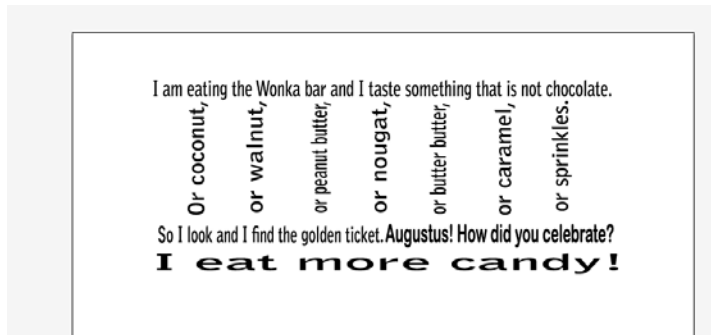 I am eating the Wonka bar and I taste something that is not chocolate.
Or coconut,
or walnut,
or peanut butter,
or nougat,
or butter butter,
or caramel,
or sprinkles.
So I look and I find the golden ticket. Augustus! How did you celebrate?
I eat more candy!